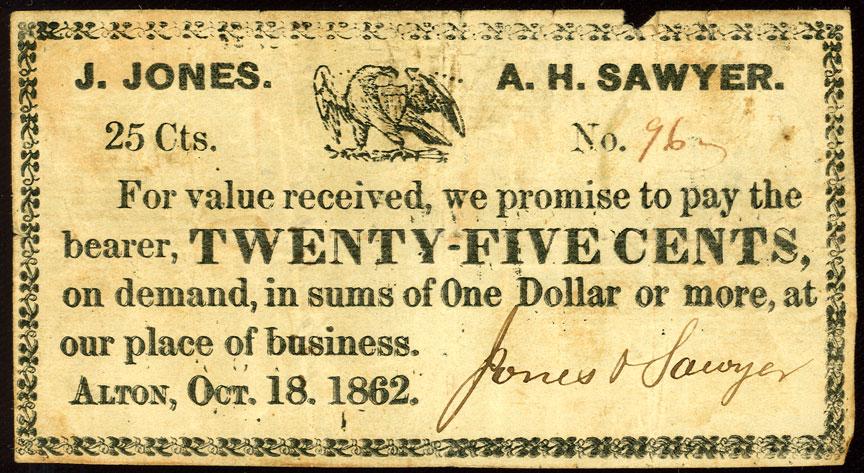 J. JONES. A. H. SAWYER.
25 Cts. No. 96
For value received, we promise to pay the
bearer, TWENTY-FIVE CENTS,
on demand, in sums of One Dollar or more, at
our place of business.
ALTON, OCT. 18. 1862. Jones & Sawyer